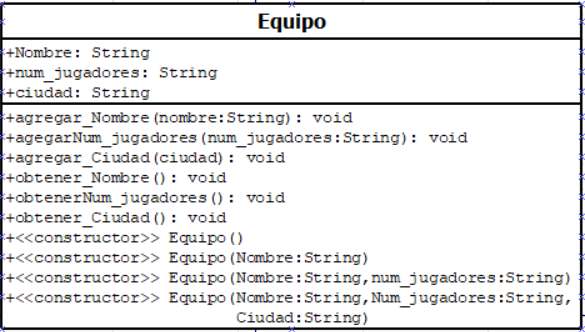 Equipo
+Nombre: String
+num_jugadores: String
+ciudad: String
+agregar_Nombre(nombre:String): void
+agegarNum_jugadores(num_jugadores:String): void
+agregar_Ciudad(ciudad): void
+obtener_Nombre(): void
+obtenerNum_jugadores(): void
+obtener_Ciudad(): void
+<<constructor>> Equipo()
+<<constructor>> Equipo(Nombre:String)
+<<constructor>> Equipo(Nombre:String,num_jugadores:String)
+<<constructor>> Equipo(Nombre:String,Num_jugadores:String,
Ciudad:String)